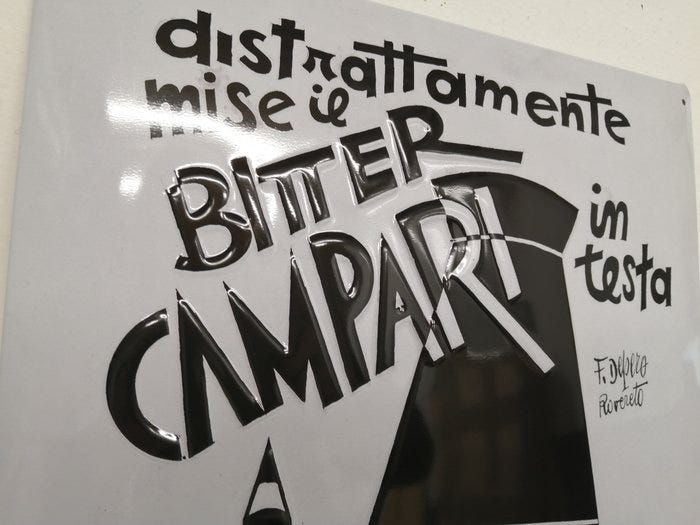 distrattamente
mise il
BITTER
CAMPARI
in
testa
F. Depero
Rovereto